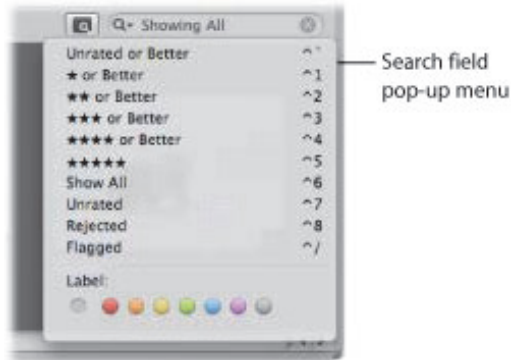 Showing All
Unrated or Better ^`
★ or Better ^1
★★ or Better ^2
★★★ or Better ^3
★★★★ or Better ^4
★★★★★ ^5
Show All ^6
Unrated ^7
Rejected ^8
Flagged ^/
Label:
Search field
pop-up menu